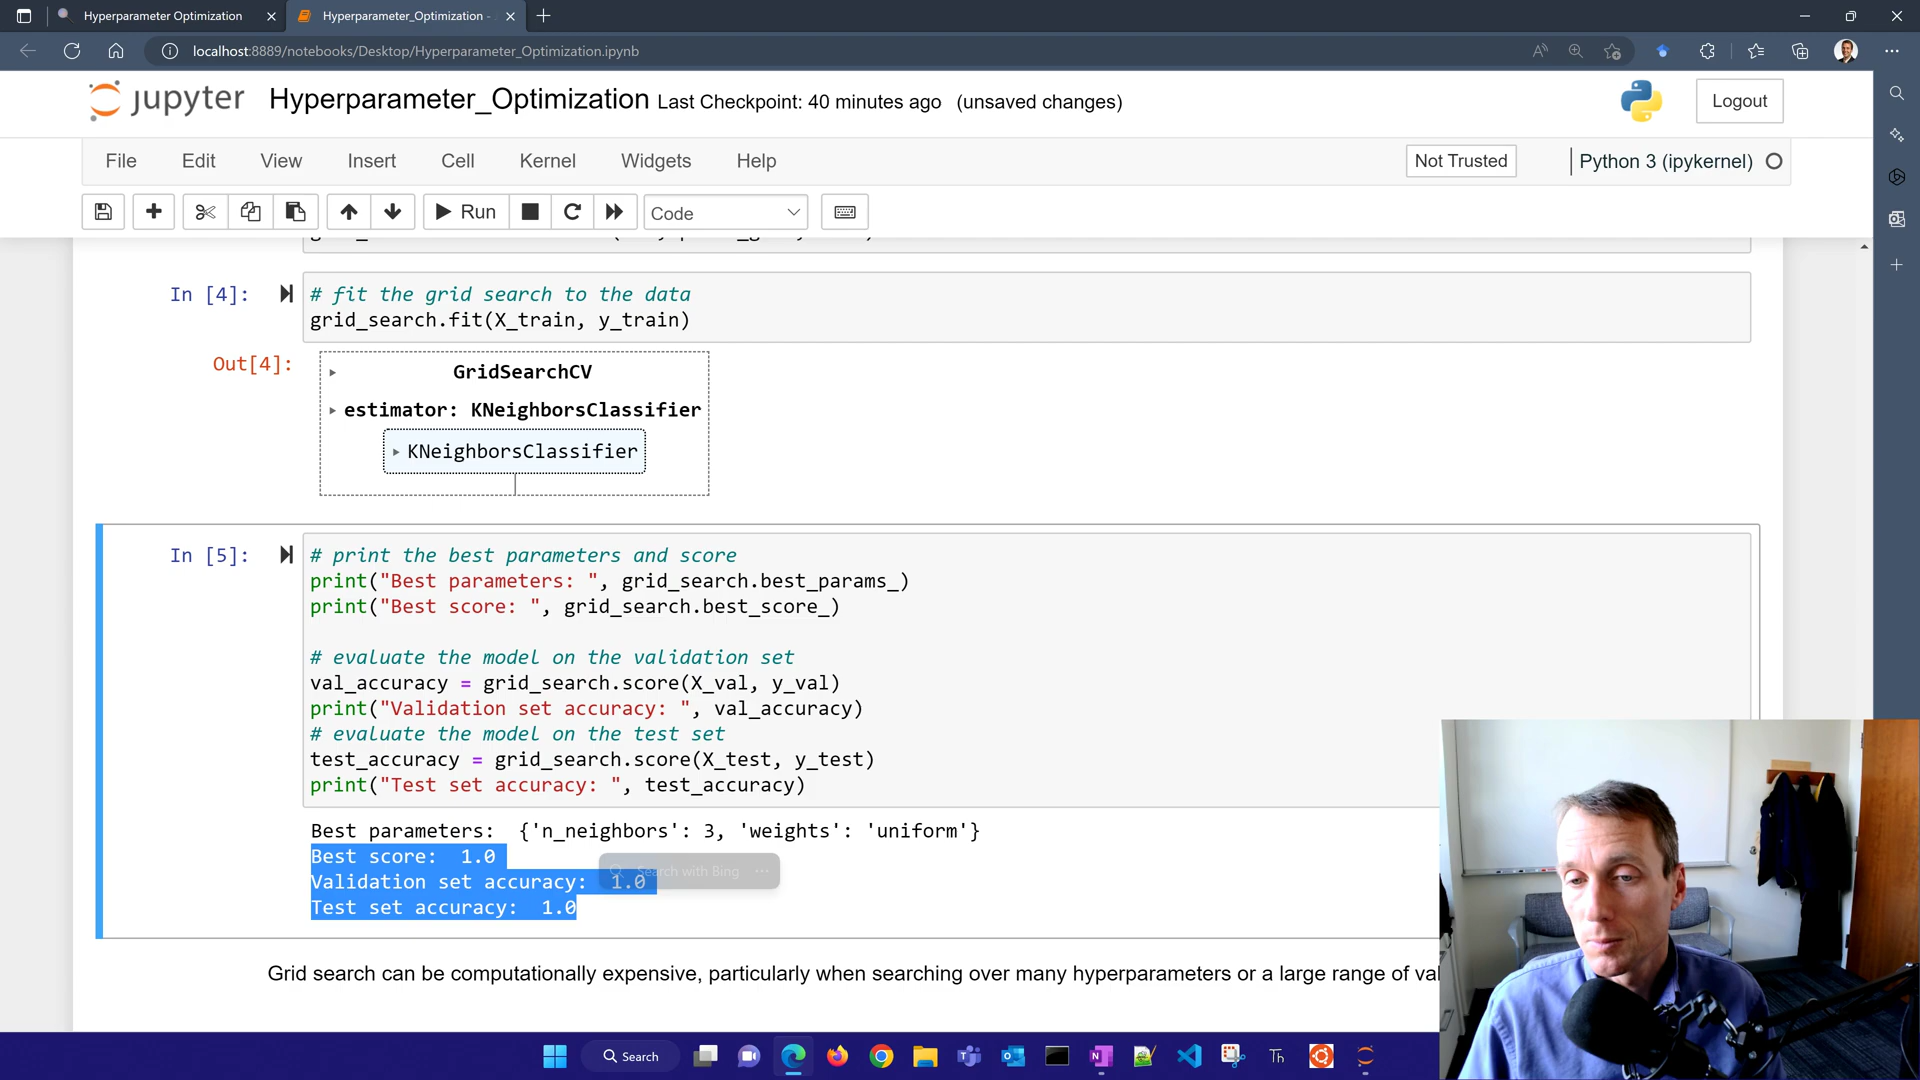 Hyperparameter Optimization
Hyperparameter_Optimization -
localhost:8889/notebooks/Desktop/Hyperparameter_Optimization.ipynb
jupyter Hyperparameter_Optimization Last Checkpoint: 40 minutes ago (unsaved changes)
Logout
File Edit View Insert Cell Kernel Widgets Help
Not Trusted
Python 3 (ipykernel)
Run
Code
In [4]:
# fit the grid search to the data
grid_search.fit(X_train, y_train)
Out[4]:
GridSearchCV
estimator: KNeighborsClassifier
KNeighborsClassifier
In [5]:
# print the best parameters and score
print("Best parameters: ", grid_search.best_params_)
print("Best score: ", grid_search.best_score_)
# evaluate the model on the validation set
val_accuracy = grid_search.score(X_val, y_val)
print("Validation set accuracy: ", val_accuracy)
# evaluate the model on the test set
test_accuracy = grid_search.score(X_test, y_test)
print("Test set accuracy: ", test_accuracy)
Best parameters:  {'n_neighbors': 3, 'weights': 'uniform'}
Best score:  1.0
Search with Bing
Validation set accuracy:  1.0
Test set accuracy:  1.0
Grid search can be computationally expensive, particularly when searching over many hyperparameters or a large range of val
Search
Th